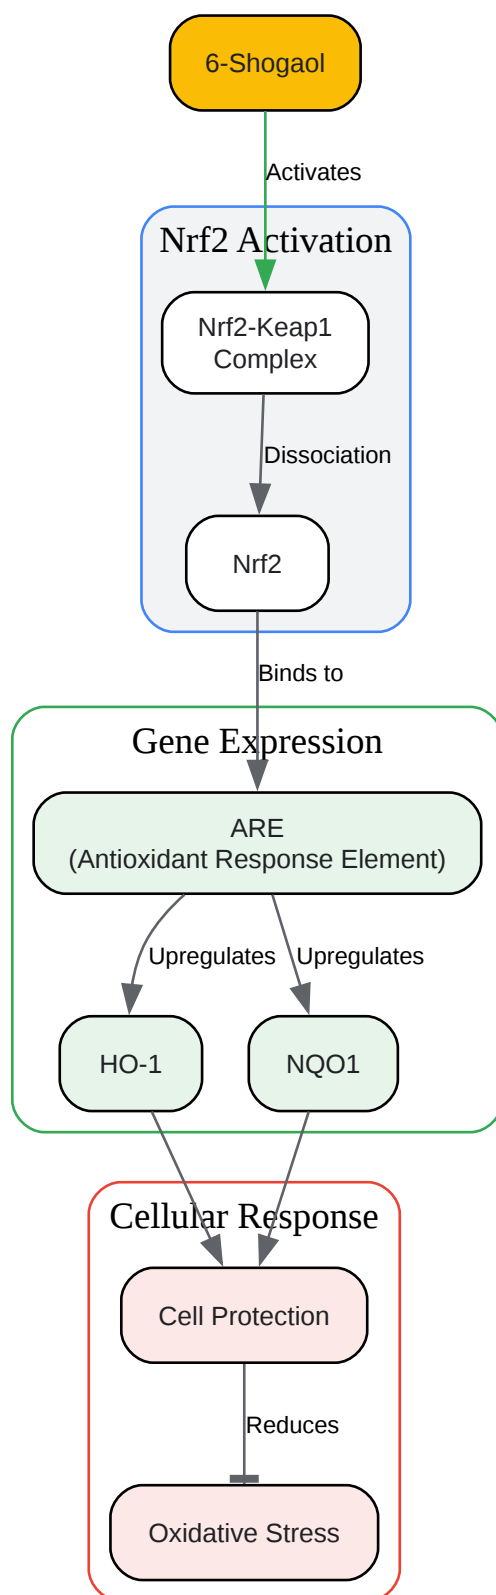 6-Shogaol
Activates
Nrf2 Activation
Nrf2-Keap1
Complex
Dissociation
Nrf2
Binds to
Gene Expression
ARE
(Antioxidant Response Element)
Upregulates
Upregulates
HO-1
NQO1
Cellular Response
Cell Protection
Reduces
Oxidative Stress